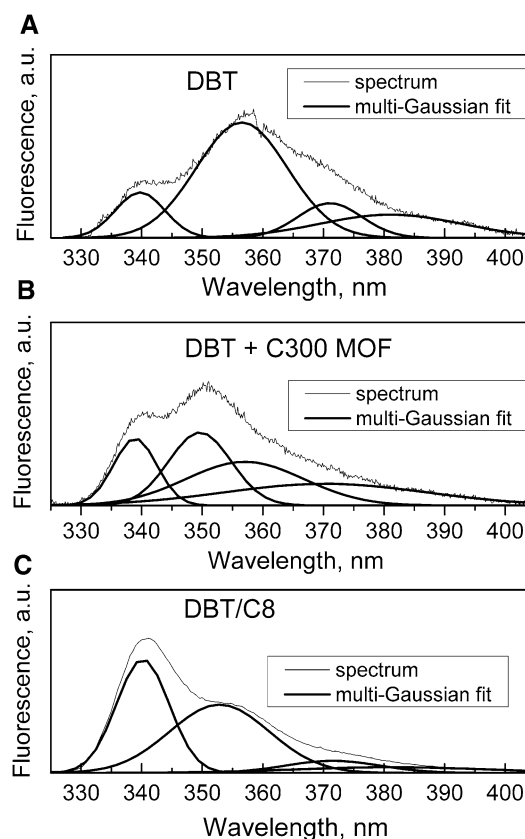 A
DBT
spectrum
multi-Gaussian fit
Fluorescence, a.u.
330 340 350 360 370 380 390 400
Wavelength, nm
B
DBT + C300 MOF
spectrum
multi-Gaussian fit
Fluorescence, a.u.
330 340 350 360 370 380 390 400
Wavelength, nm
C
DBT/C8
spectrum
multi-Gaussian fit
Fluorescence, a.u.
330 340 350 360 370 380 390 400
Wavelength, nm